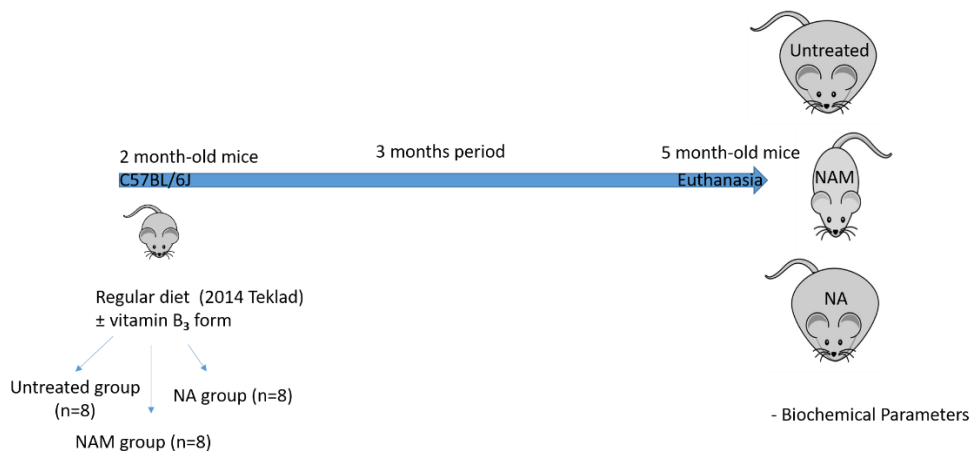 Untreated
2 month-old mice
3 months period
5 month-old mice
C57BL/6J
Euthanasia
NAM
Regular diet (2014 Teklad)
± vitamin B₃ form
NA
Untreated group
(n=8)
NA group (n=8)
NAM group (n=8)
- Biochemical Parameters